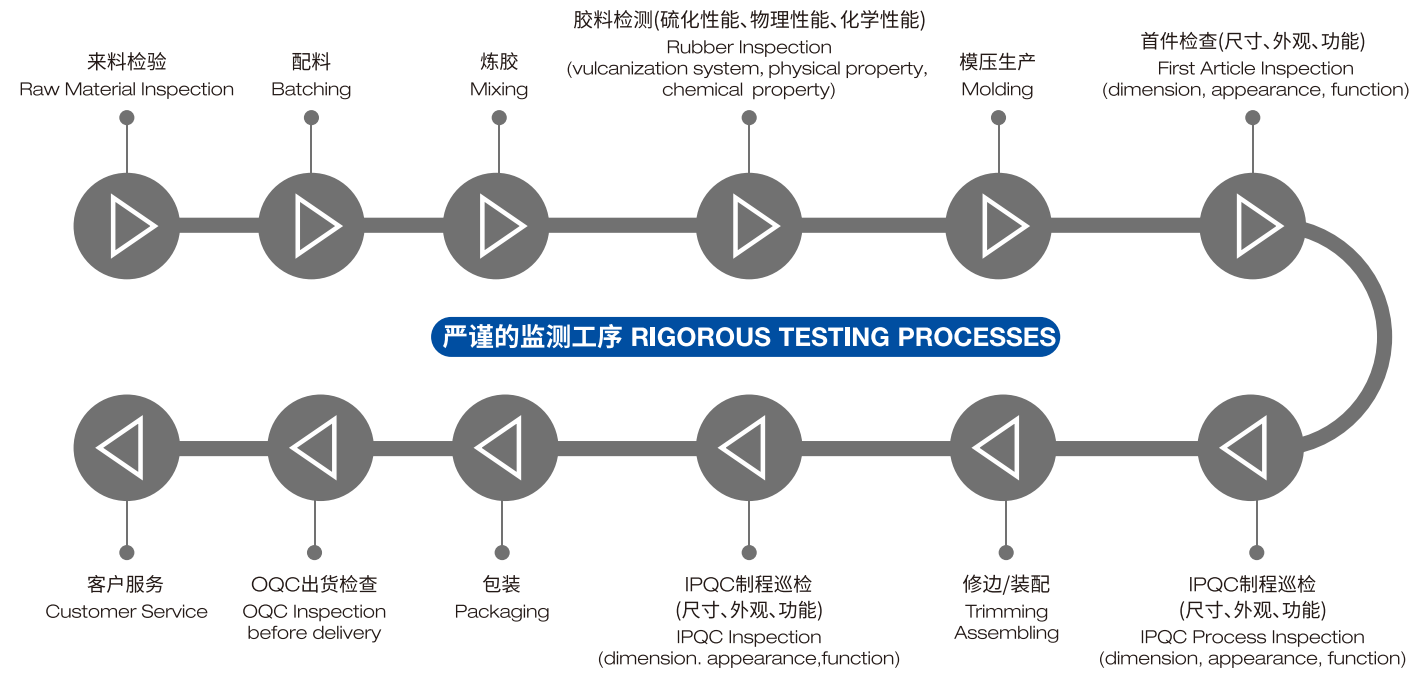 来料检验
Raw Material Inspection
配料
Batching
炼胶
Mixing
胶料检测(硫化性能、物理性能、化学性能)
Rubber Inspection
(vulcanization system, physical property,
chemical property)
模压生产
Molding
首件检查(尺寸、外观、功能)
First Article Inspection
(dimension, appearance, function)
严谨的监测工序 RIGOROUS TESTING PROCESSES
客户服务
Customer Service
OQC出货检查
OQC Inspection
before delivery
包装
Packaging
IPQC制程巡检
(尺寸、外观、功能)
IPQC Inspection
(dimension. appearance,function)
修边/装配
Trimming
Assembling
IPQC制程巡检
(尺寸、外观、功能)
IPQC Process Inspection
(dimension, appearance, function)